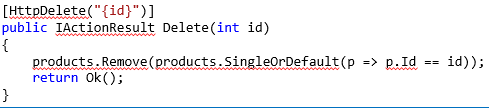 [HttpDelete("{id}")]
public IActionResult Delete(int id)
{
products.Remove(products.SingleOrDefault(p => p.Id == id));
return Ok();
}